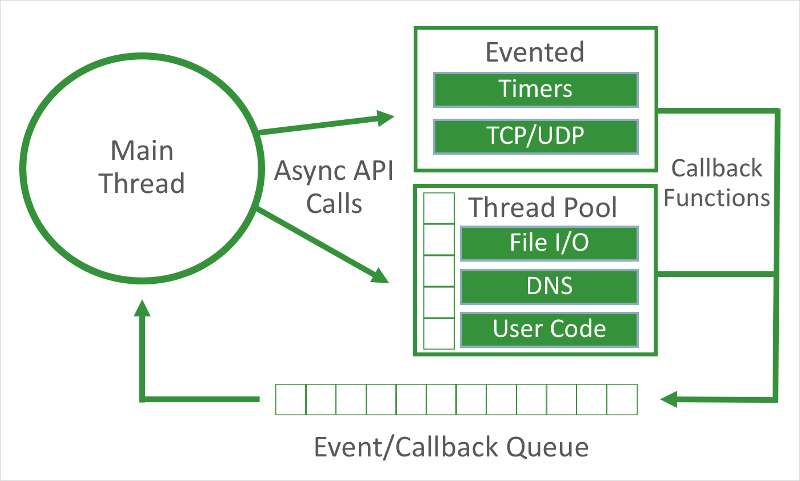 Main
Thread
Async API
Calls
Evented
Timers
TCP/UDP
Thread Pool
File I/O
DNS
User Code
Callback
Functions
Event/Callback Queue